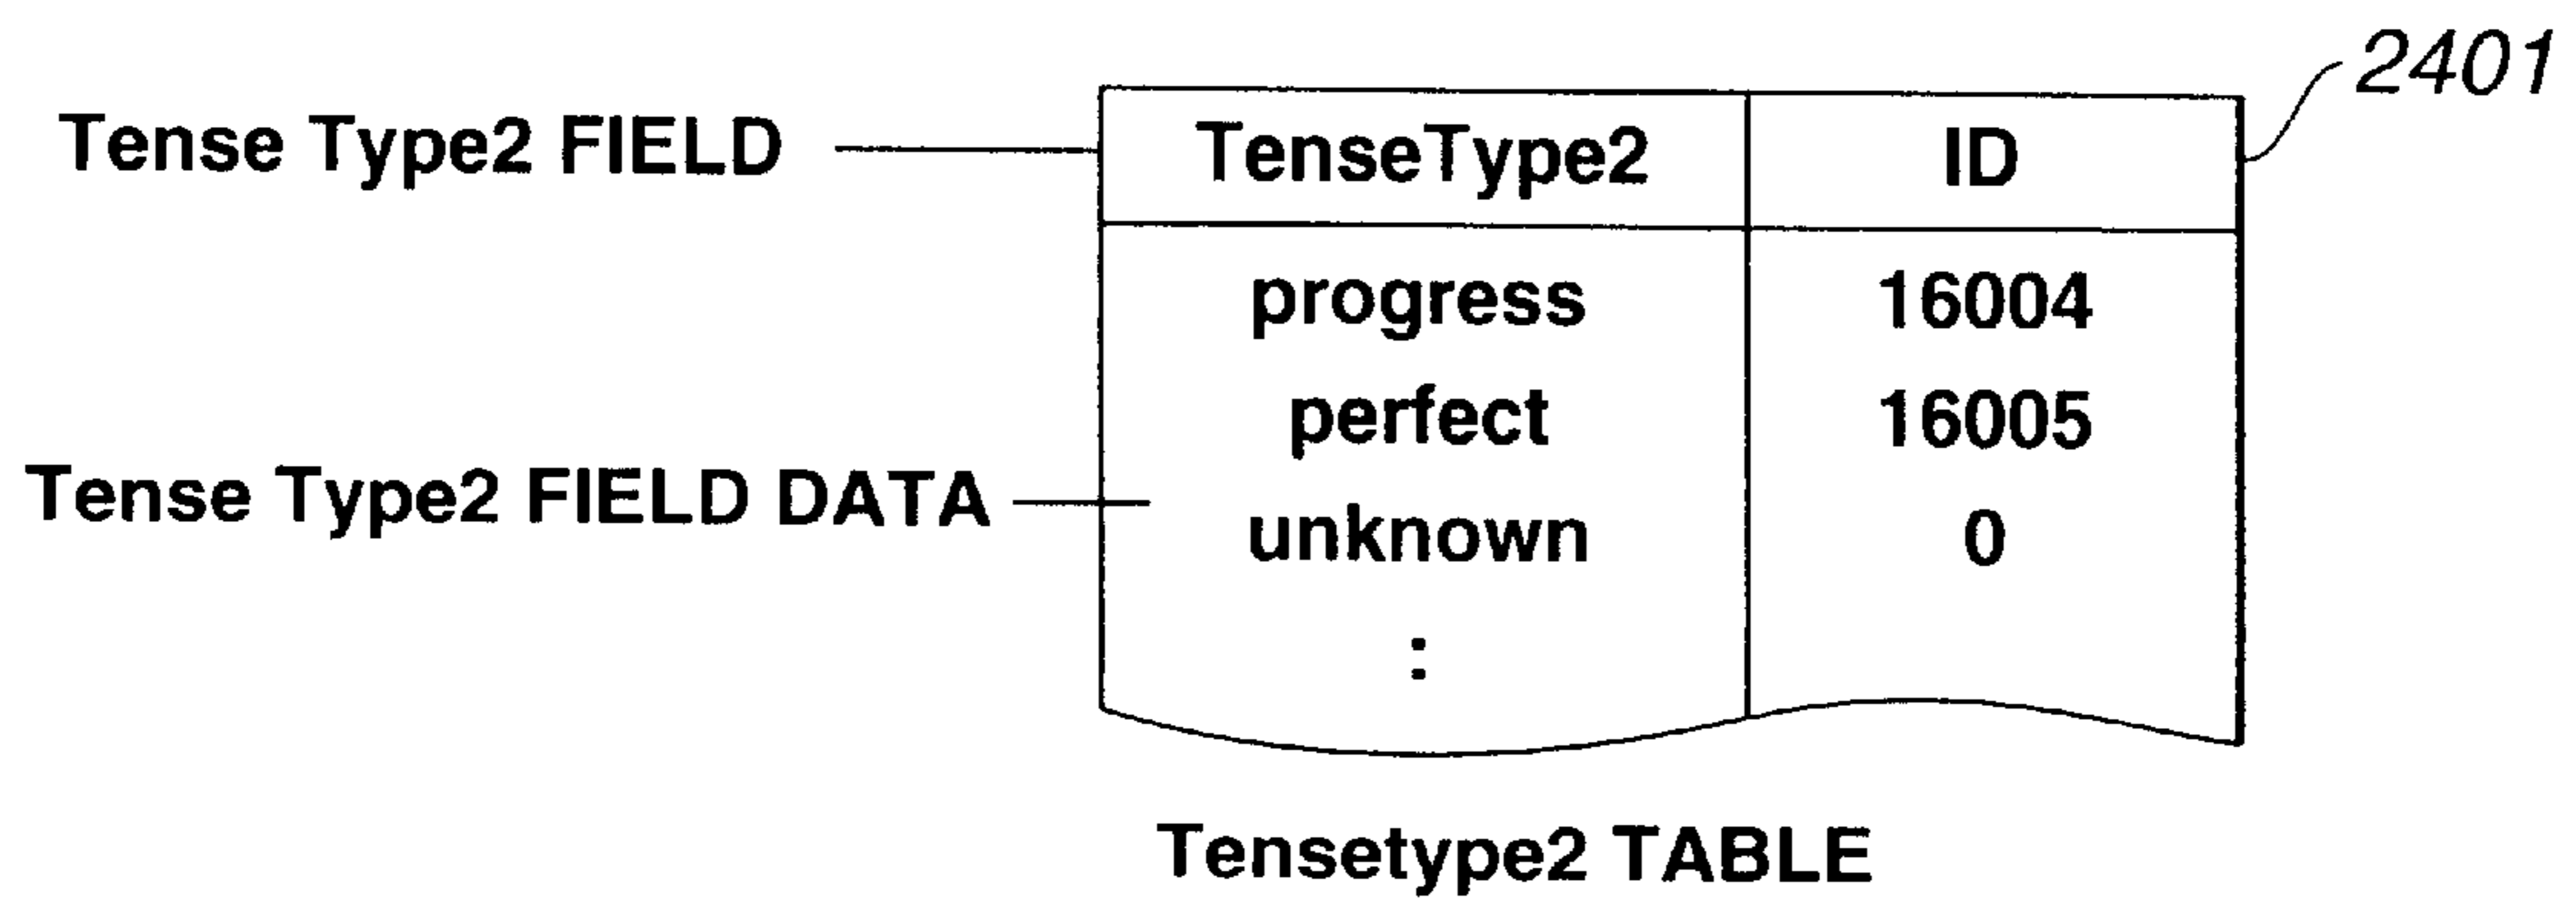 2401
Tense Type2 FIELD TenseType2 ID
progress 16004
perfect 16005
Tense Type2 FIELD DATA
unknown 0
:
Tensetype2 TABLE